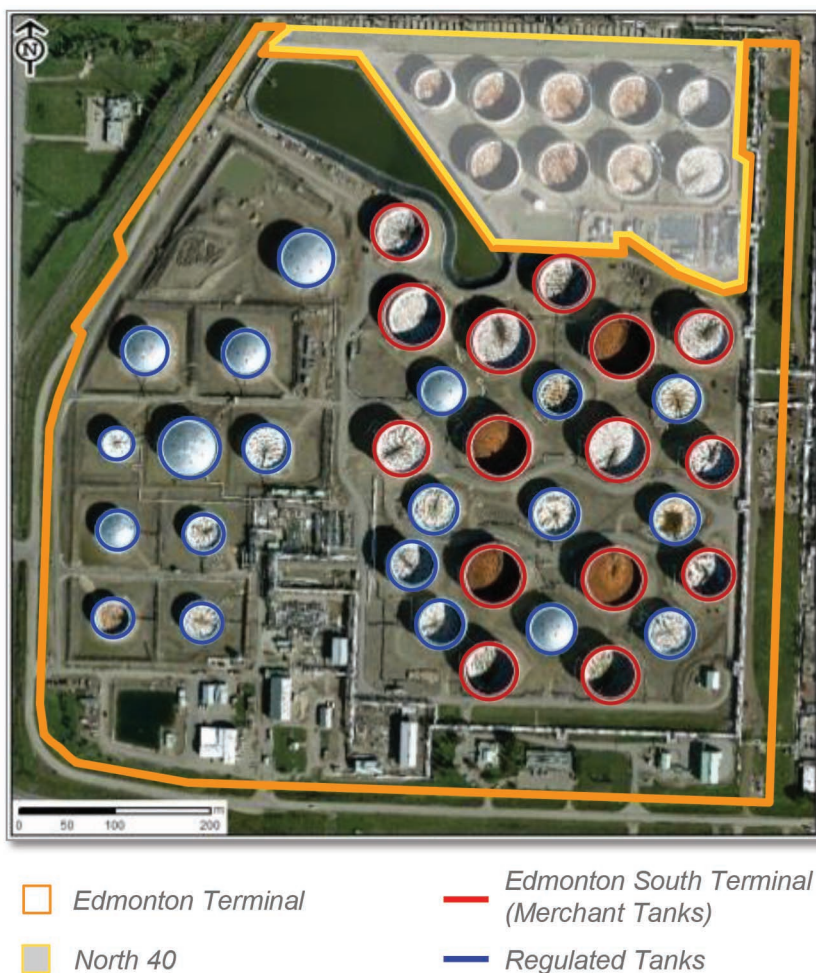 N
m
0 50 100 200
Edmonton Terminal
Edmonton South Terminal
(Merchant Tanks)
North 40
Regulated Tanks